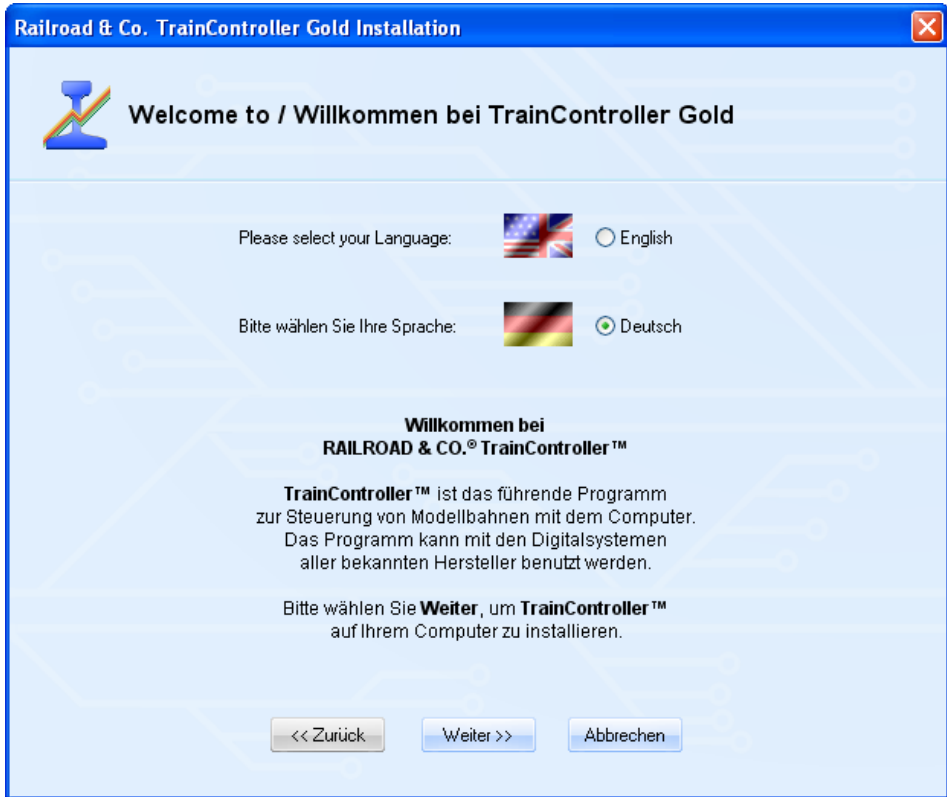 Railroad & Co. TrainController Gold Installation
Welcome to / Willkommen bei TrainController Gold
Please select your Language:
English
Bitte wählen Sie Ihre Sprache:
Deutsch
Willkommen bei
RAILROAD & CO.® TrainController™
TrainController™ ist das führende Programm
zur Steuerung von Modellbahnen mit dem Computer.
Das Programm kann mit den Digitalsystemen
aller bekannten Hersteller benutzt werden.
Bitte wählen Sie Weiter, um TrainController™
auf Ihrem Computer zu installieren.
<< Zurück
Weiter >>
Abbrechen